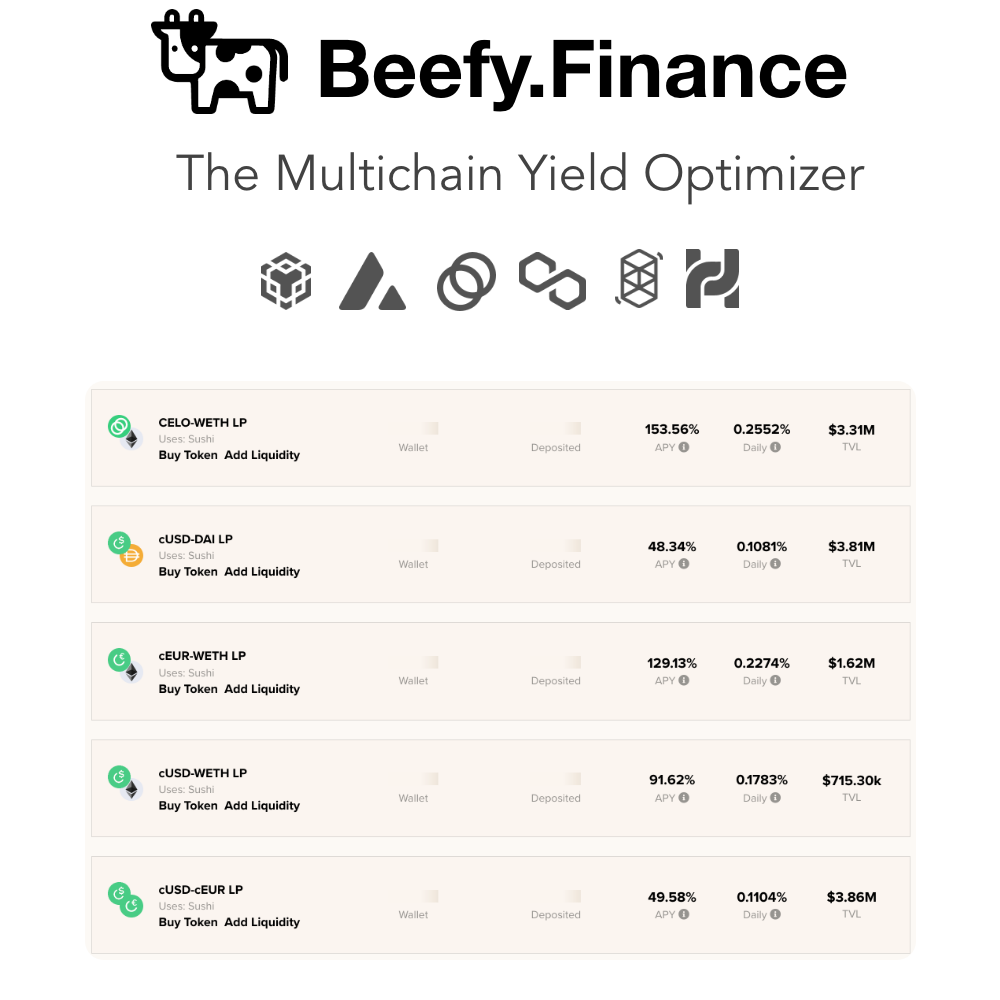 Beefy.Finance
The Multichain Yield Optimizer
CELO-WETH LP
Uses: Sushi
Buy Token Add Liquidity
Wallet
Deposited
153.56%
APY
0.2552%
Daily
$3.31M
TVL
cUSD-DAI LP
Uses: Sushi
Buy Token Add Liquidity
Wallet
Deposited
48.34%
APY
0.1081%
Daily
$3.81M
TVL
cEUR-WETH LP
Uses: Sushi
Buy Token Add Liquidity
Wallet
Deposited
129.13%
APY
0.2274%
Daily
$1.62M
TVL
cUSD-WETH LP
Uses: Sushi
Buy Token Add Liquidity
Wallet
Deposited
91.62%
APY
0.1783%
Daily
$715.30k
TVL
cUSD-cEUR LP
Uses: Sushi
Buy Token Add Liquidity
Wallet
Deposited
49.58%
APY
0.1104%
Daily
$3.86M
TVL